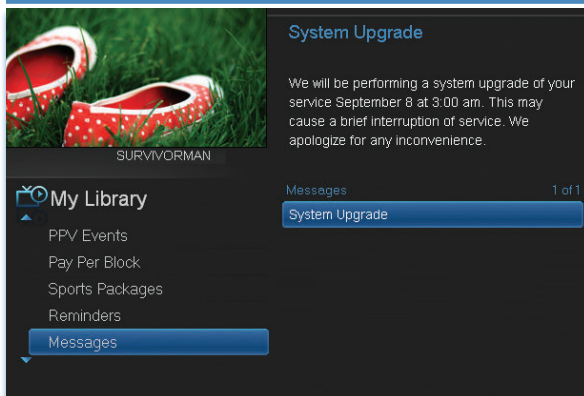 System Upgrade
We will be performing a system upgrade of your
service September 8 at 3:00 am. This may
cause a brief interruption of service. We
apologize for any inconvenience.
SURVIVORMAN
My Library
PPV Events
Pay Per Block
Sports Packages
Reminders
Messages
Messages 1 of 1
System Upgrade